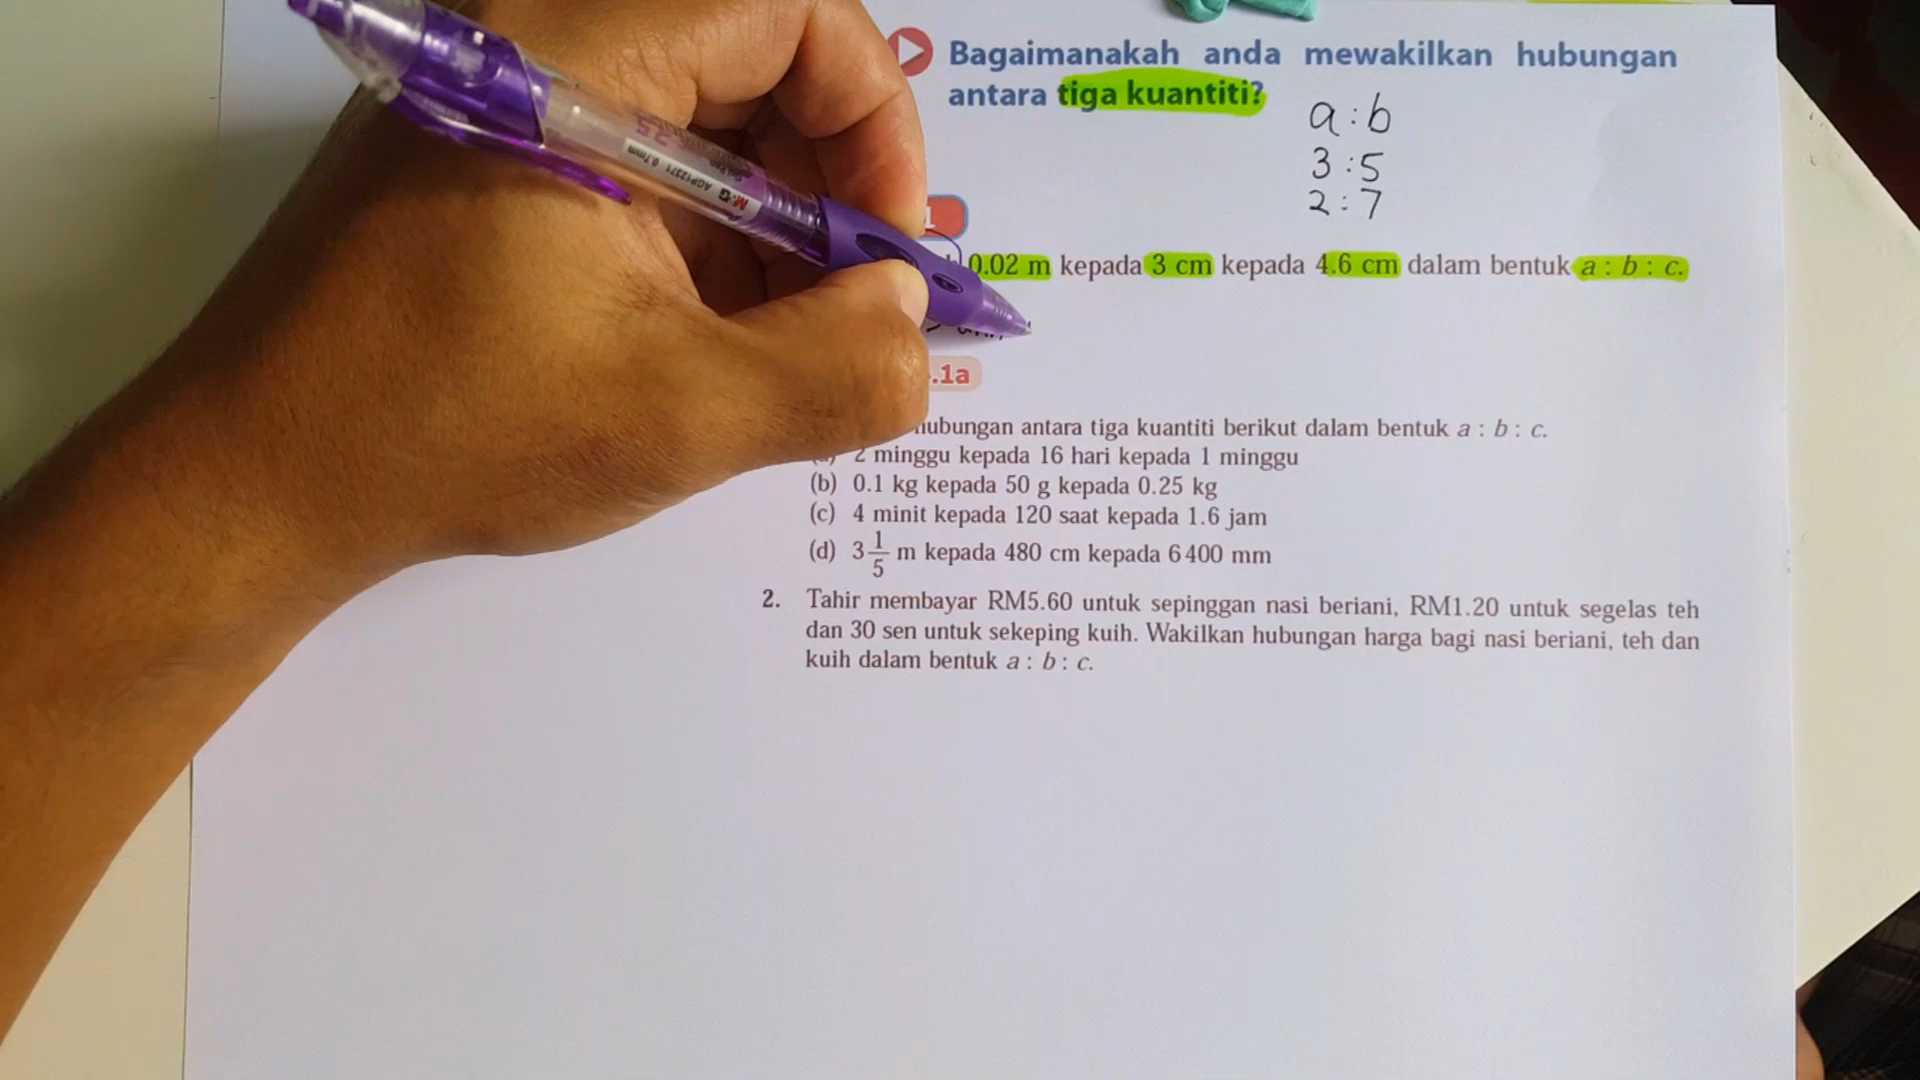 Bagaimanakah anda mewakilkan hubungan
antara tiga kuantiti?
a : b
3 : 5
2 : 7
1
0.02 m kepada 3 cm kepada 4.6 cm dalam bentuk a : b : c.
.1a
hubungan antara tiga kuantiti berikut dalam bentuk a : b : c.
2 minggu kepada 16 hari kepada 1 minggu
(b) 0.1 kg kepada 50 g kepada 0.25 kg
(c) 4 minit kepada 120 saat kepada 1.6 jam
(d) 3 1/5 m kepada 480 cm kepada 6 400 mm
2. Tahir membayar RM5.60 untuk sepinggan nasi beriani, RM1.20 untuk segelas teh
dan 30 sen untuk sekeping kuih. Wakilkan hubungan harga bagi nasi beriani, teh dan
kuih dalam bentuk a : b : c.
M&G AGP12371 0.7mm